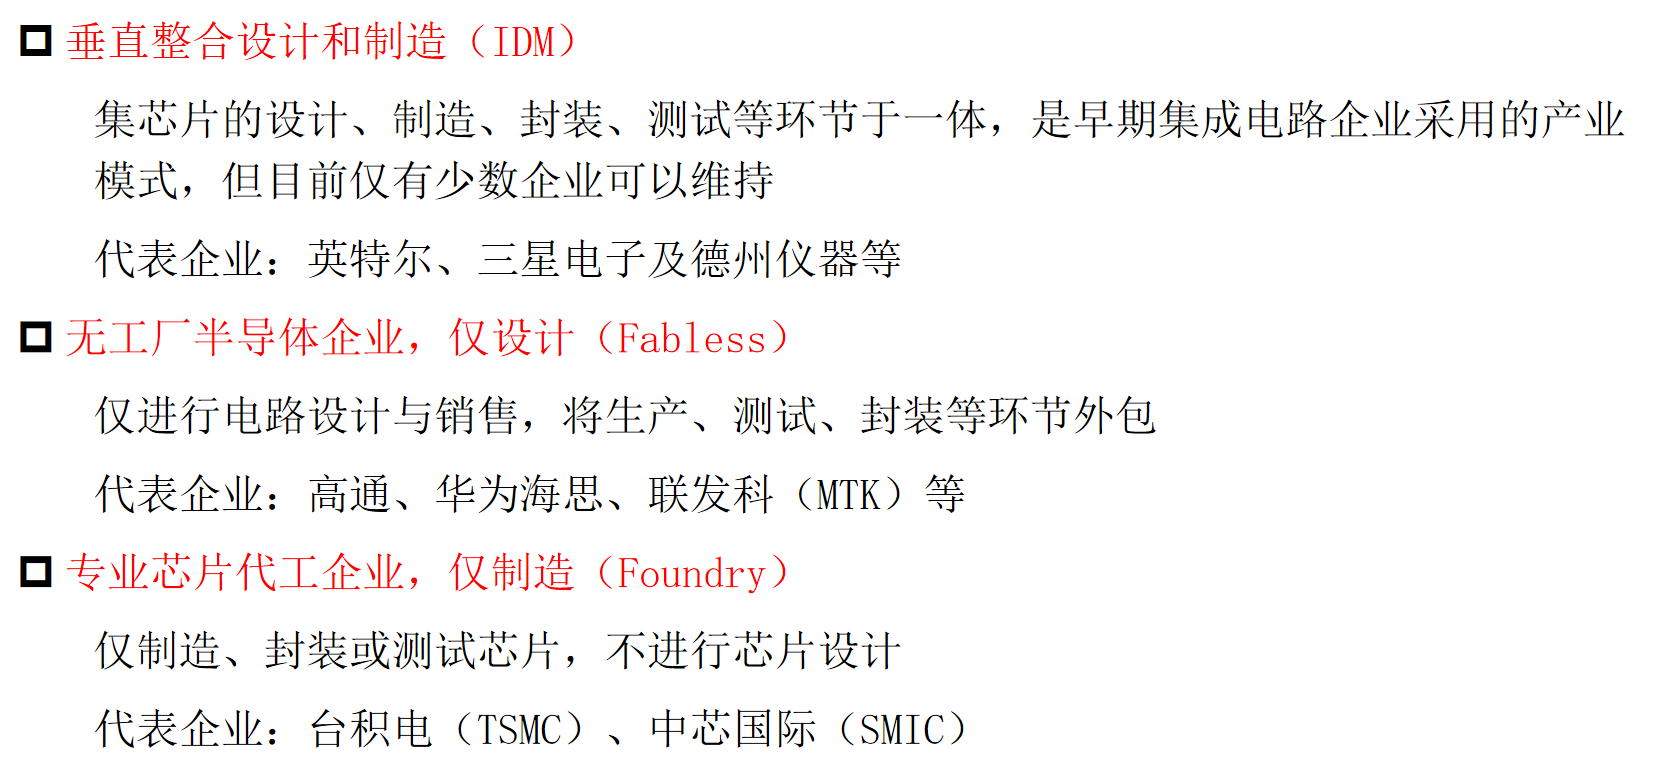 垂直整合设计和制造（IDM）
集芯片的设计、制造、封装、测试等环节于一体，是早期集成电路企业采用的产业
模式，但目前仅有少数企业可以维持
代表企业：英特尔、三星电子及德州仪器等
无工厂半导体企业，仅设计（Fabless）
仅进行电路设计与销售，将生产、测试、封装等环节外包
代表企业：高通、华为海思、联发科（MTK）等
专业芯片代工企业，仅制造（Foundry）
仅制造、封装或测试芯片，不进行芯片设计
代表企业：台积电（TSMC）、中芯国际（SMIC）